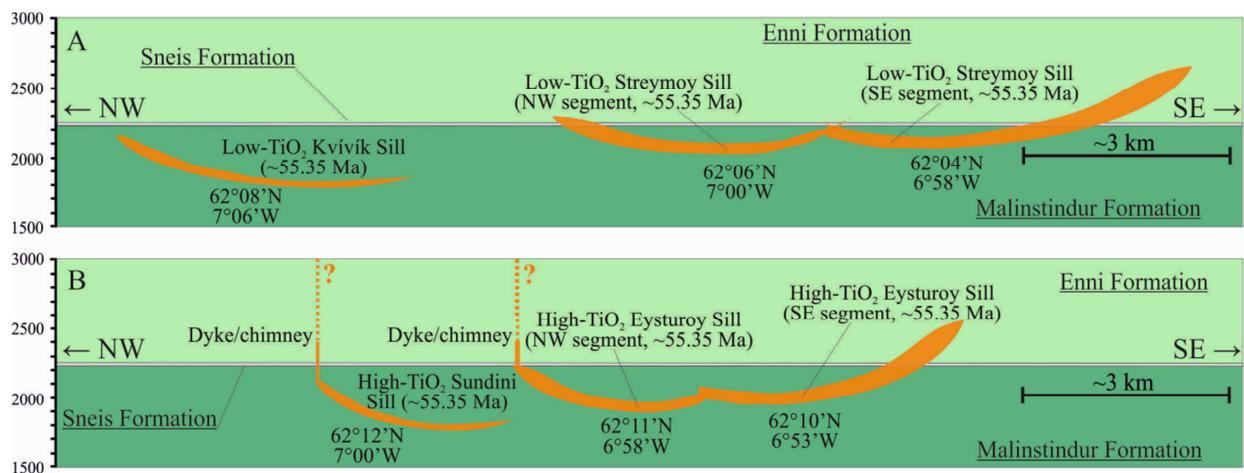 3000
A
Enni Formation
Sneis Formation
2500
Low-TiO₂ Streymoy Sill
(NW segment, ~55.35 Ma)
Low-TiO₂ Streymoy Sill
(SE segment, ~55.35 Ma)
← NW
SE →
Low-TiO₂ Kvívík Sill
(~55.35 Ma)
2000
~3 km
62°08'N
7°06'W
62°06'N
7°00'W
62°04'N
6°58'W
Malinstindur Formation
1500
3000
B
?
?
Enni Formation
High-TiO₂ Eysturoy Sill
(SE segment, ~55.35 Ma)
2500
Dyke/chimney
Dyke/chimney
High-TiO₂ Eysturoy Sill
(NW segment, ~55.35 Ma)
← NW
SE →
High-TiO₂ Sundini
Sill (~55.35 Ma)
2000
~3 km
Sneis Formation
62°12'N
7°00'W
62°11'N
6°58'W
62°10'N
6°53'W
Malinstindur Formation
1500